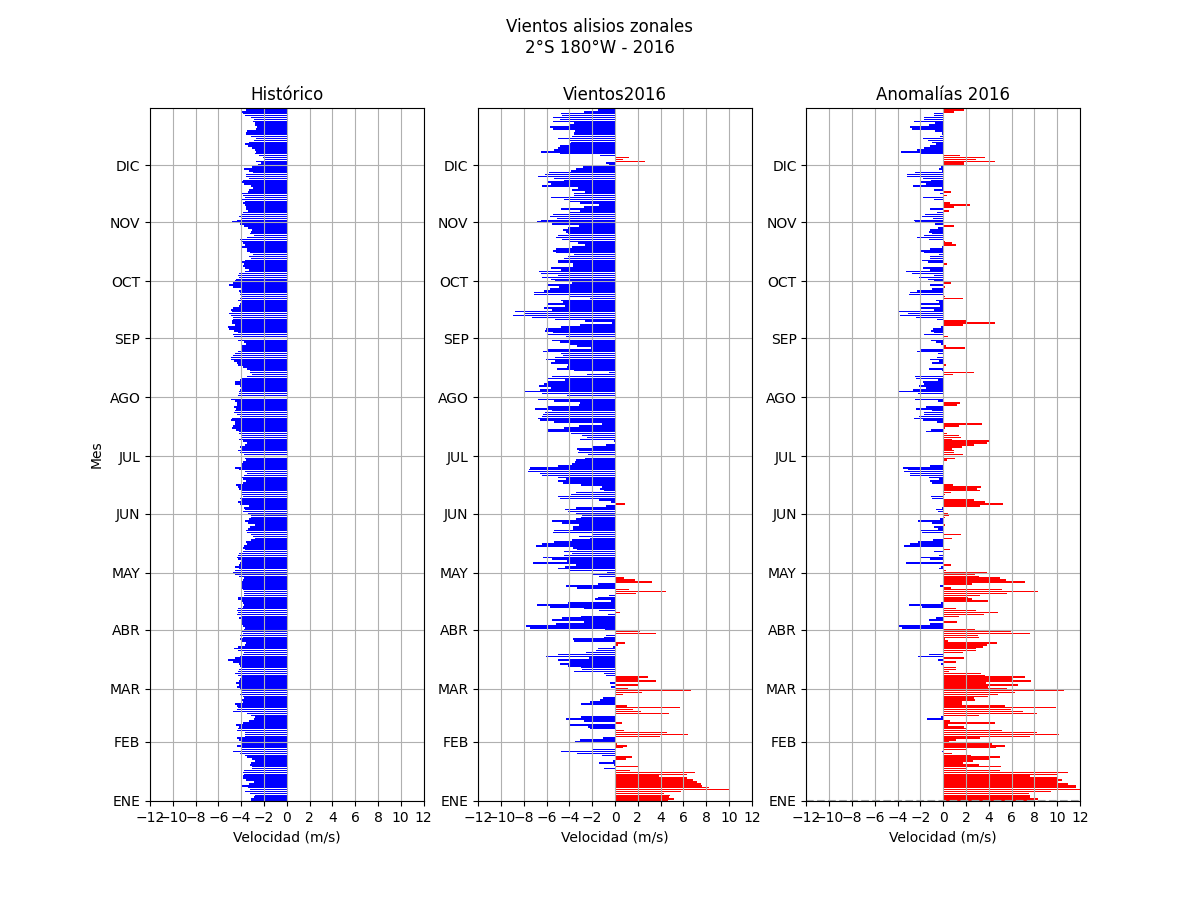 Vientos alisios zonales
2°S 180°W - 2016
Histórico
Vientos2016
Anomalías 2016
Mes
DIC
NOV
OCT
SEP
AGO
JUL
JUN
MAY
ABR
MAR
FEB
ENE
−12 −10 −8 −6 −4 −2 0 2 4 6 8 10 12
Velocidad (m/s)
DIC
NOV
OCT
SEP
AGO
JUL
JUN
MAY
ABR
MAR
FEB
ENE
−12 −10 −8 −6 −4 −2 0 2 4 6 8 10 12
Velocidad (m/s)
DIC
NOV
OCT
SEP
AGO
JUL
JUN
MAY
ABR
MAR
FEB
ENE
−12 −10 −8 −6 −4 −2 0 2 4 6 8 10 12
Velocidad (m/s)